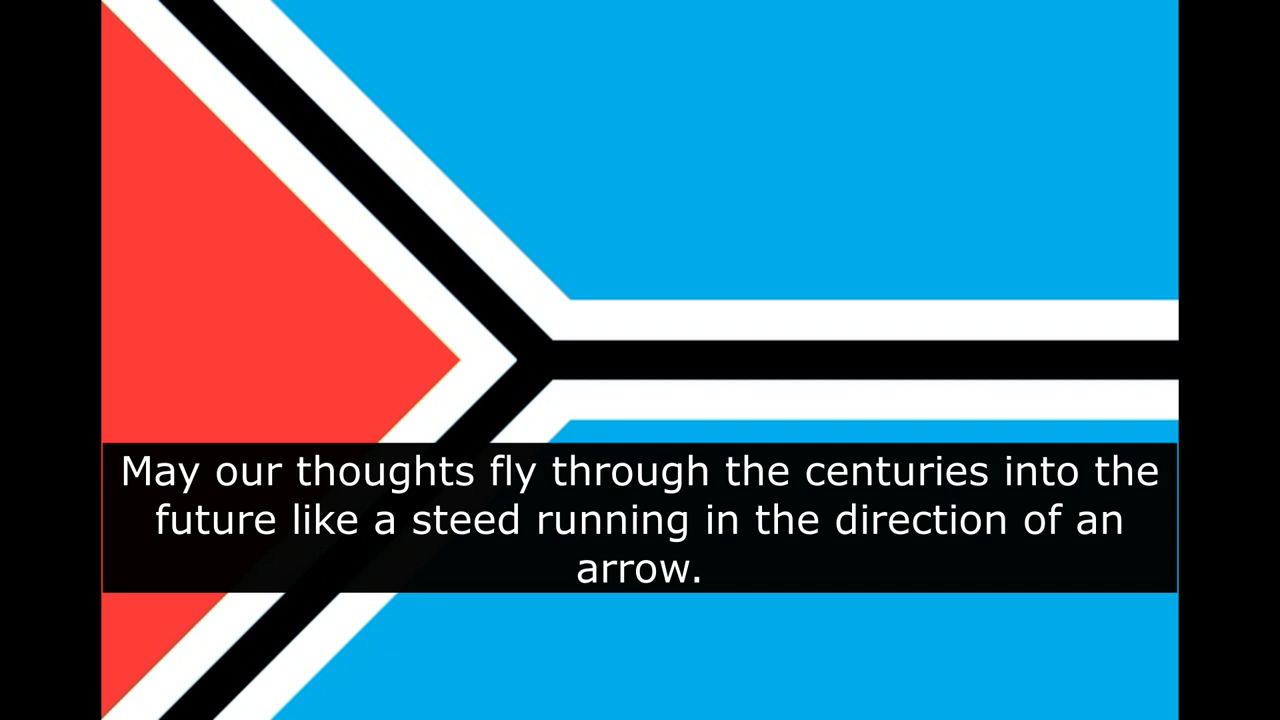 May our thoughts fly through the centuries into the
future like a steed running in the direction of an
arrow.